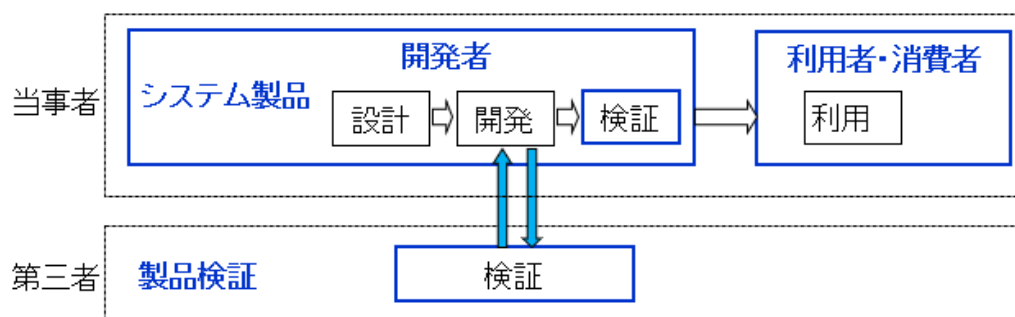 当事者
開発者
システム製品
設計
開発
検証
利用者・消費者
利用
第三者
製品検証
検証